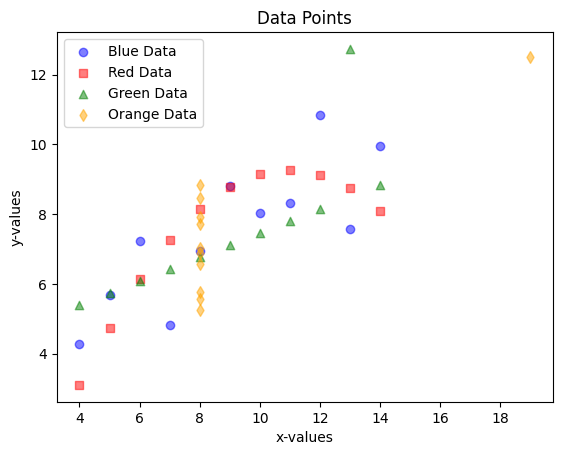 Data Points
Blue Data
Red Data
Green Data
Orange Data
y-values
12
10
8
6
4
4 6 8 10 12 14 16 18
x-values